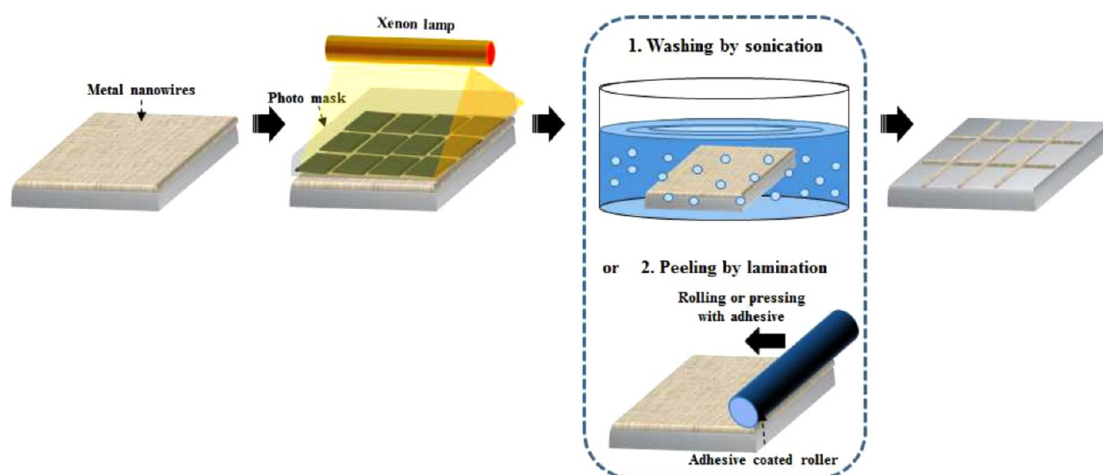 Xenon lamp
Metal nanowires
Photo mask
1. Washing by sonication
or 2. Peeling by lamination
Rolling or pressing
with adhesive
Adhesive coated roller